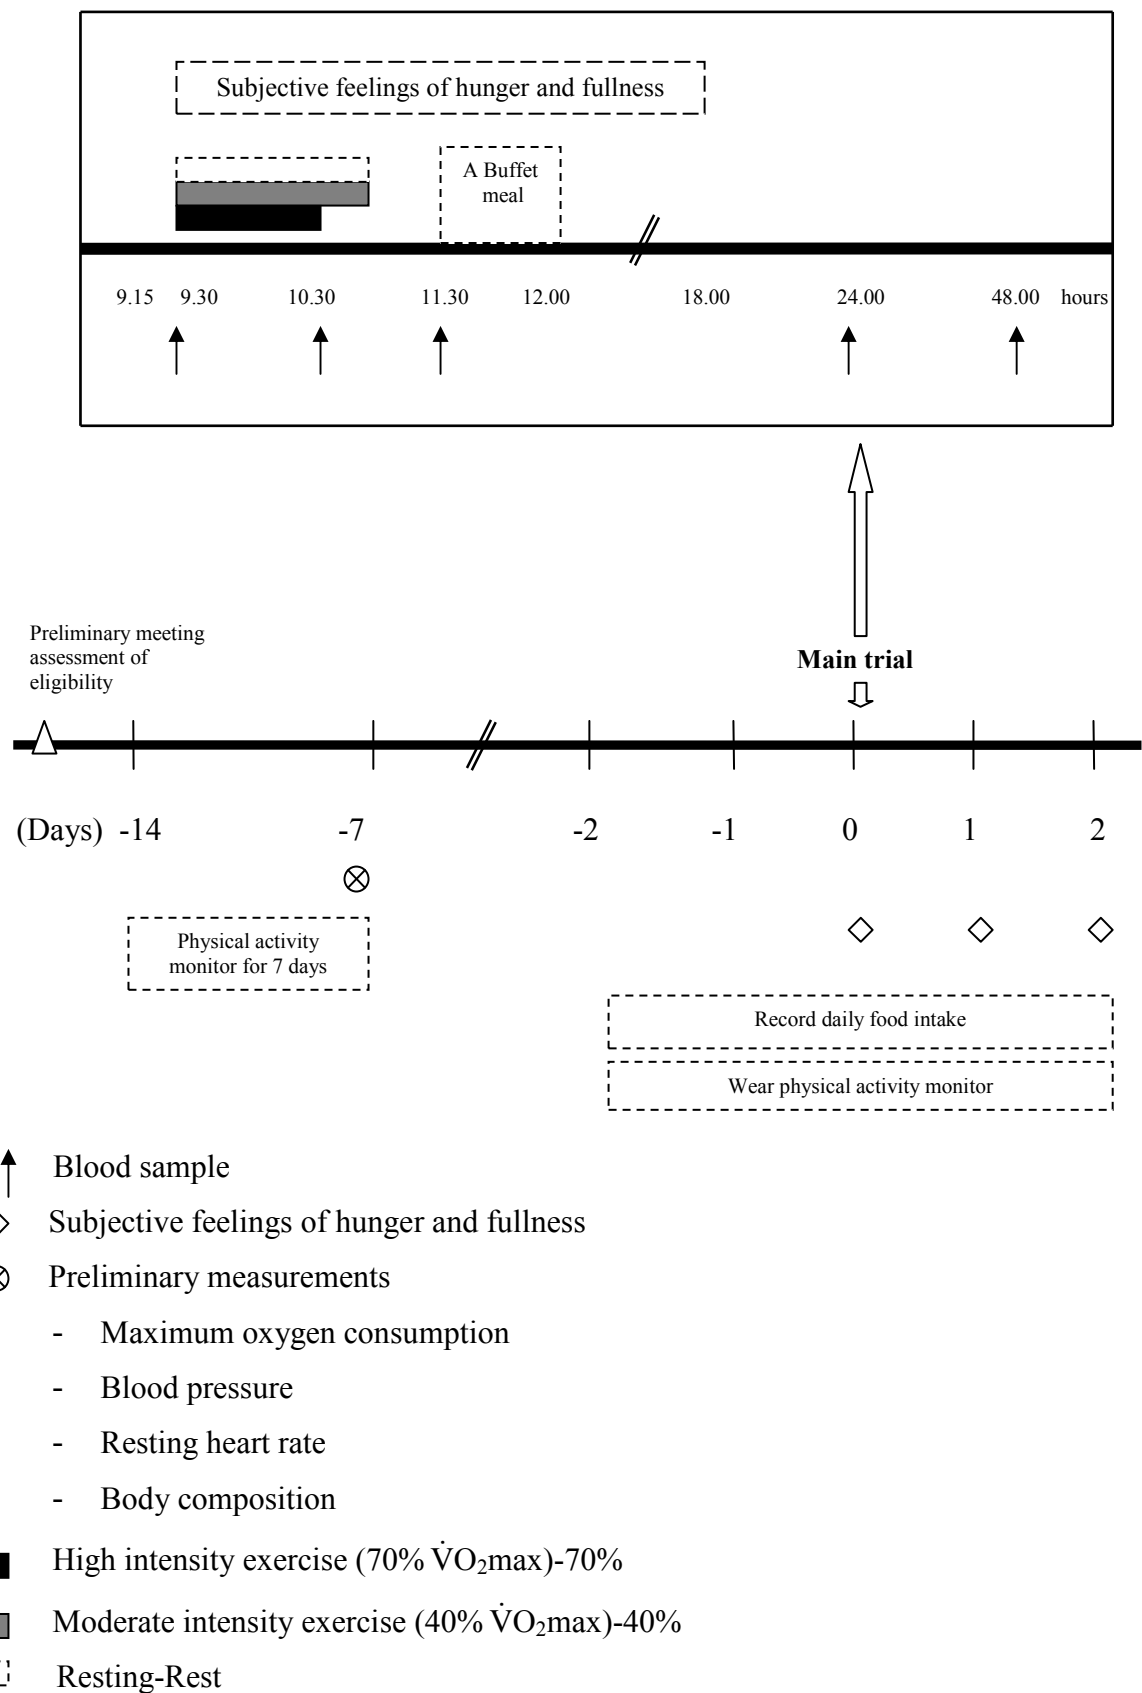 Subjective feelings of hunger and fullness
A Buffet
meal
9.15 9.30 10.30 11.30 12.00 18.00 24.00 48.00 hours
Preliminary meeting
assessment of
eligibility
Main trial
(Days) -14 -7 -2 -1 0 1 2
Physical activity
monitor for 7 days
Record daily food intake
Wear physical activity monitor
Blood sample
Subjective feelings of hunger and fullness
Preliminary measurements
- Maximum oxygen consumption
- Blood pressure
- Resting heart rate
- Body composition
High intensity exercise (70% V̇O₂max)-70%
Moderate intensity exercise (40% V̇O₂max)-40%
Resting-Rest